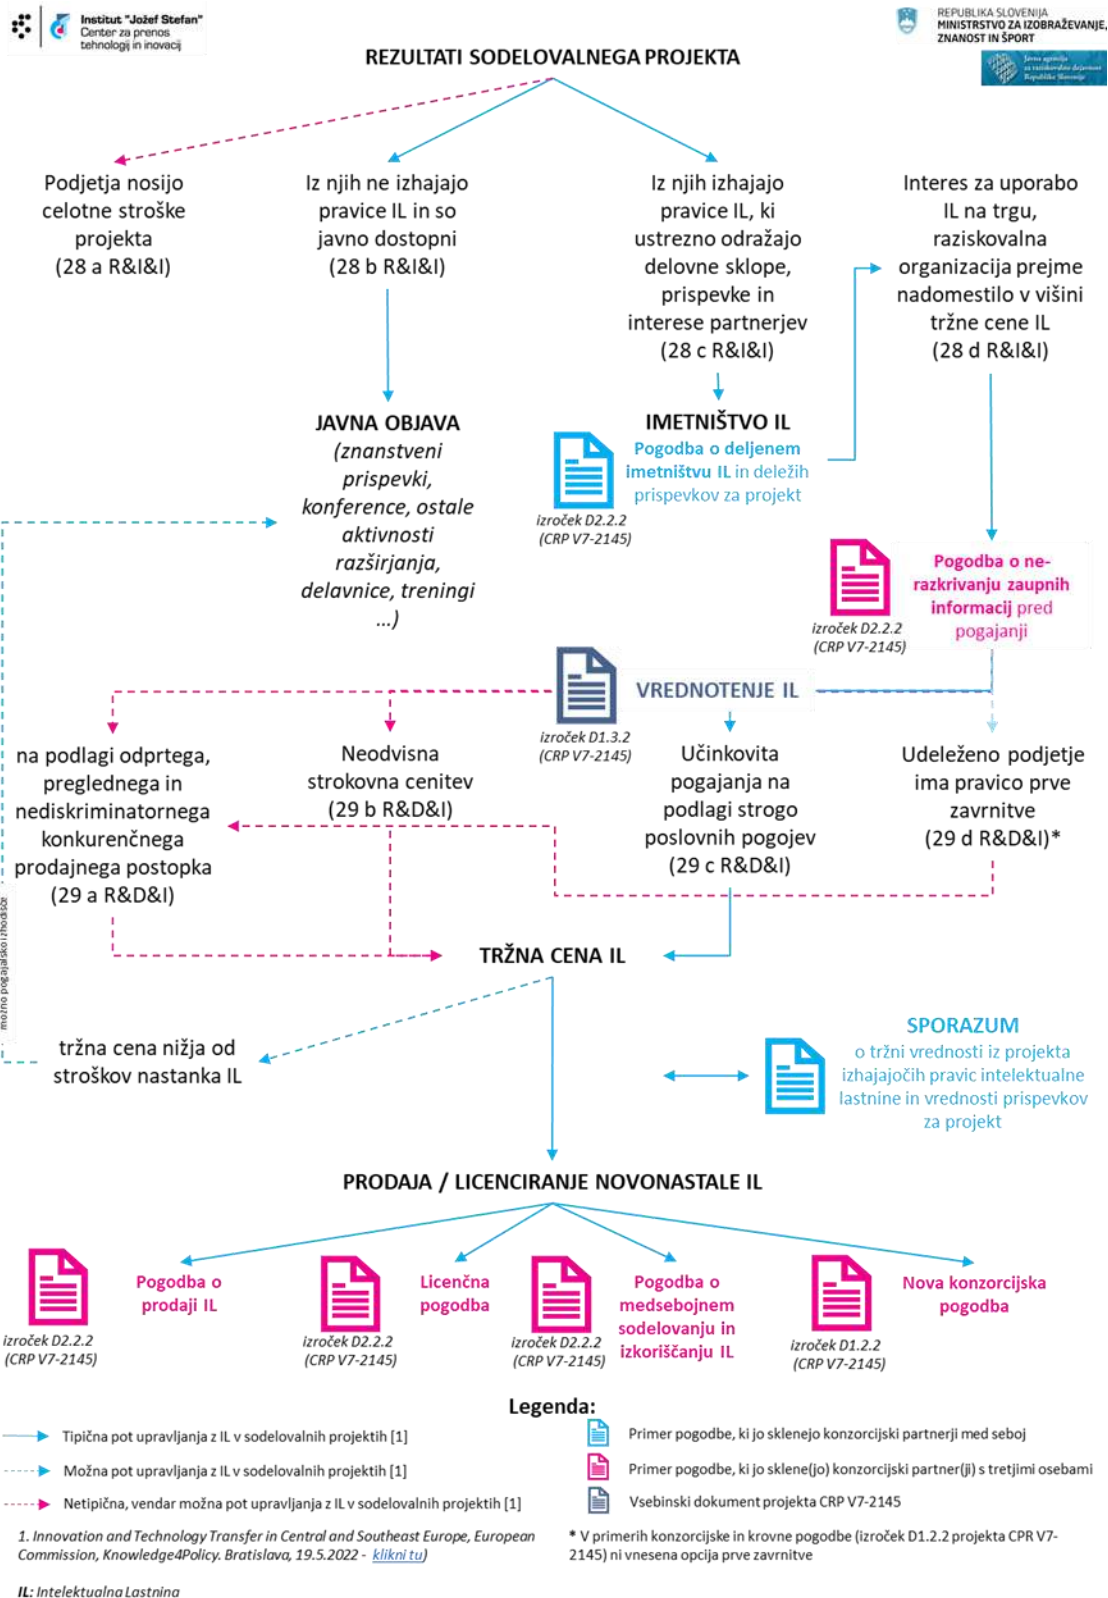 Institut "Jožef Stefan"
Center za prenos
tehnologij in inovacij
REPUBLIKA SLOVENIJA
MINISTRSTVO ZA IZOBRAŽEVANJE,
ZNANOST IN ŠPORT
Javna agencija
za raziskovalno dejavnost
Republike Slovenije
REZULTATI SODELOVALNEGA PROJEKTA
Podjetja nosijo
celotne stroške
projekta
(28 a R&I&I)
Iz njih ne izhajajo
pravice IL in so
javno dostopni
(28 b R&I&I)
Iz njih izhajajo
pravice IL, ki
ustrezno odražajo
delovne sklope,
prispevke in
interese partnerjev
(28 c R&I&I)
Interes za uporabo
IL na trgu,
raziskovalna
organizacija prejme
nadomestilo v višini
tržne cene IL
(28 d R&I&I)
JAVNA OBJAVA
(znanstveni
prispevki,
konference, ostale
aktivnosti
razširjanja,
delavnice, treningi
...)
IMETNIŠTVO IL
Pogodba o deljenem
imetništvu IL in deležih
prispevkov za projekt
izroček D2.2.2
(CRP V7-2145)
Pogodba o ne-
razkrivanju zaupnih
informacij pred
pogajanji
izroček D2.2.2
(CRP V7-2145)
VREDNOTENJE IL
izroček D1.3.2
(CRP V7-2145)
na podlagi odprtega,
preglednega in
nediskriminatornega
konkurenčnega
prodajnega postopka
(29 a R&D&I)
Neodvisna
strokovna cenitev
(29 b R&D&I)
Učinkovita
pogajanja na
podlagi strogo
poslovnih pogojev
(29 c R&D&I)
Udeleženo podjetje
ima pravico prve
zavrnitve
(29 d R&D&I)*
možno pogajalsko izhodišče
TRŽNA CENA IL
tržna cena nižja od
stroškov nastanka IL
SPORAZUM
o tržni vrednosti iz projekta
izhajajočih pravic intelektualne
lastnine in vrednosti prispevkov
za projekt
PRODAJA / LICENCIRANJE NOVONASTALE IL
Pogodba o
prodaji IL
izroček D2.2.2
(CRP V7-2145)
Licenčna
pogodba
izroček D2.2.2
(CRP V7-2145)
Pogodba o
medsebojnem
sodelovanju in
izkoriščanju IL
izroček D2.2.2
(CRP V7-2145)
Nova konzorcijska
pogodba
izroček D1.2.2
(CRP V7-2145)
Legenda:
Tipična pot upravljanja z IL v sodelovalnih projektih [1]
Možna pot upravljanja z IL v sodelovalnih projektih [1]
Netipična, vendar možna pot upravljanja z IL v sodelovalnih projektih [1]
Primer pogodbe, ki jo sklenejo konzorcijski partnerji med seboj
Primer pogodbe, ki jo sklene(jo) konzorcijski partner(ji) s tretjimi osebami
Vsebinski dokument projekta CRP V7-2145
1. Innovation and Technology Transfer in Central and Southeast Europe, European
Commission, Knowledge4Policy. Bratislava, 19.5.2022 - klikni tu)
* V primerih konzorcijske in krovne pogodbe (izroček D1.2.2 projekta CPR V7-
2145) ni vnesena opcija prve zavrnitve
IL: Intelektualna Lastnina